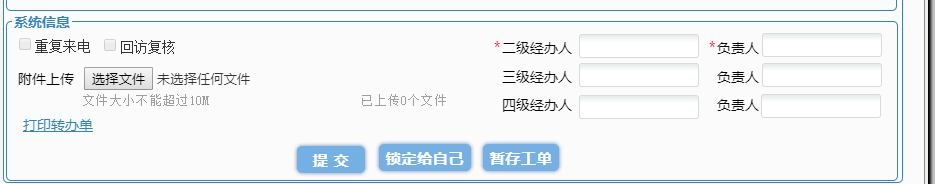 系统信息
重复来电 回访复核 *二级经办人 *负责人
附件上传 选择文件 未选择任何文件 三级经办人 负责人
文件大小不能超过10M 已上传0个文件 四级经办人 负责人
打印转办单
提 交 锁定给自己 暂存工单